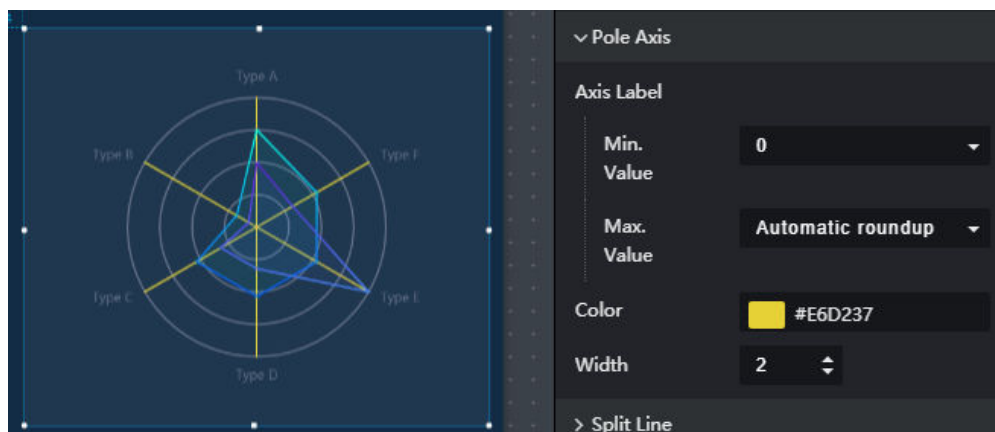 Type A
Type B
Type F
Type C
Type E
Type D
Pole Axis
Axis Label
Min.
Value
0
Max.
Value
Automatic roundup
Color
#E6D237
Width
2
Split Line